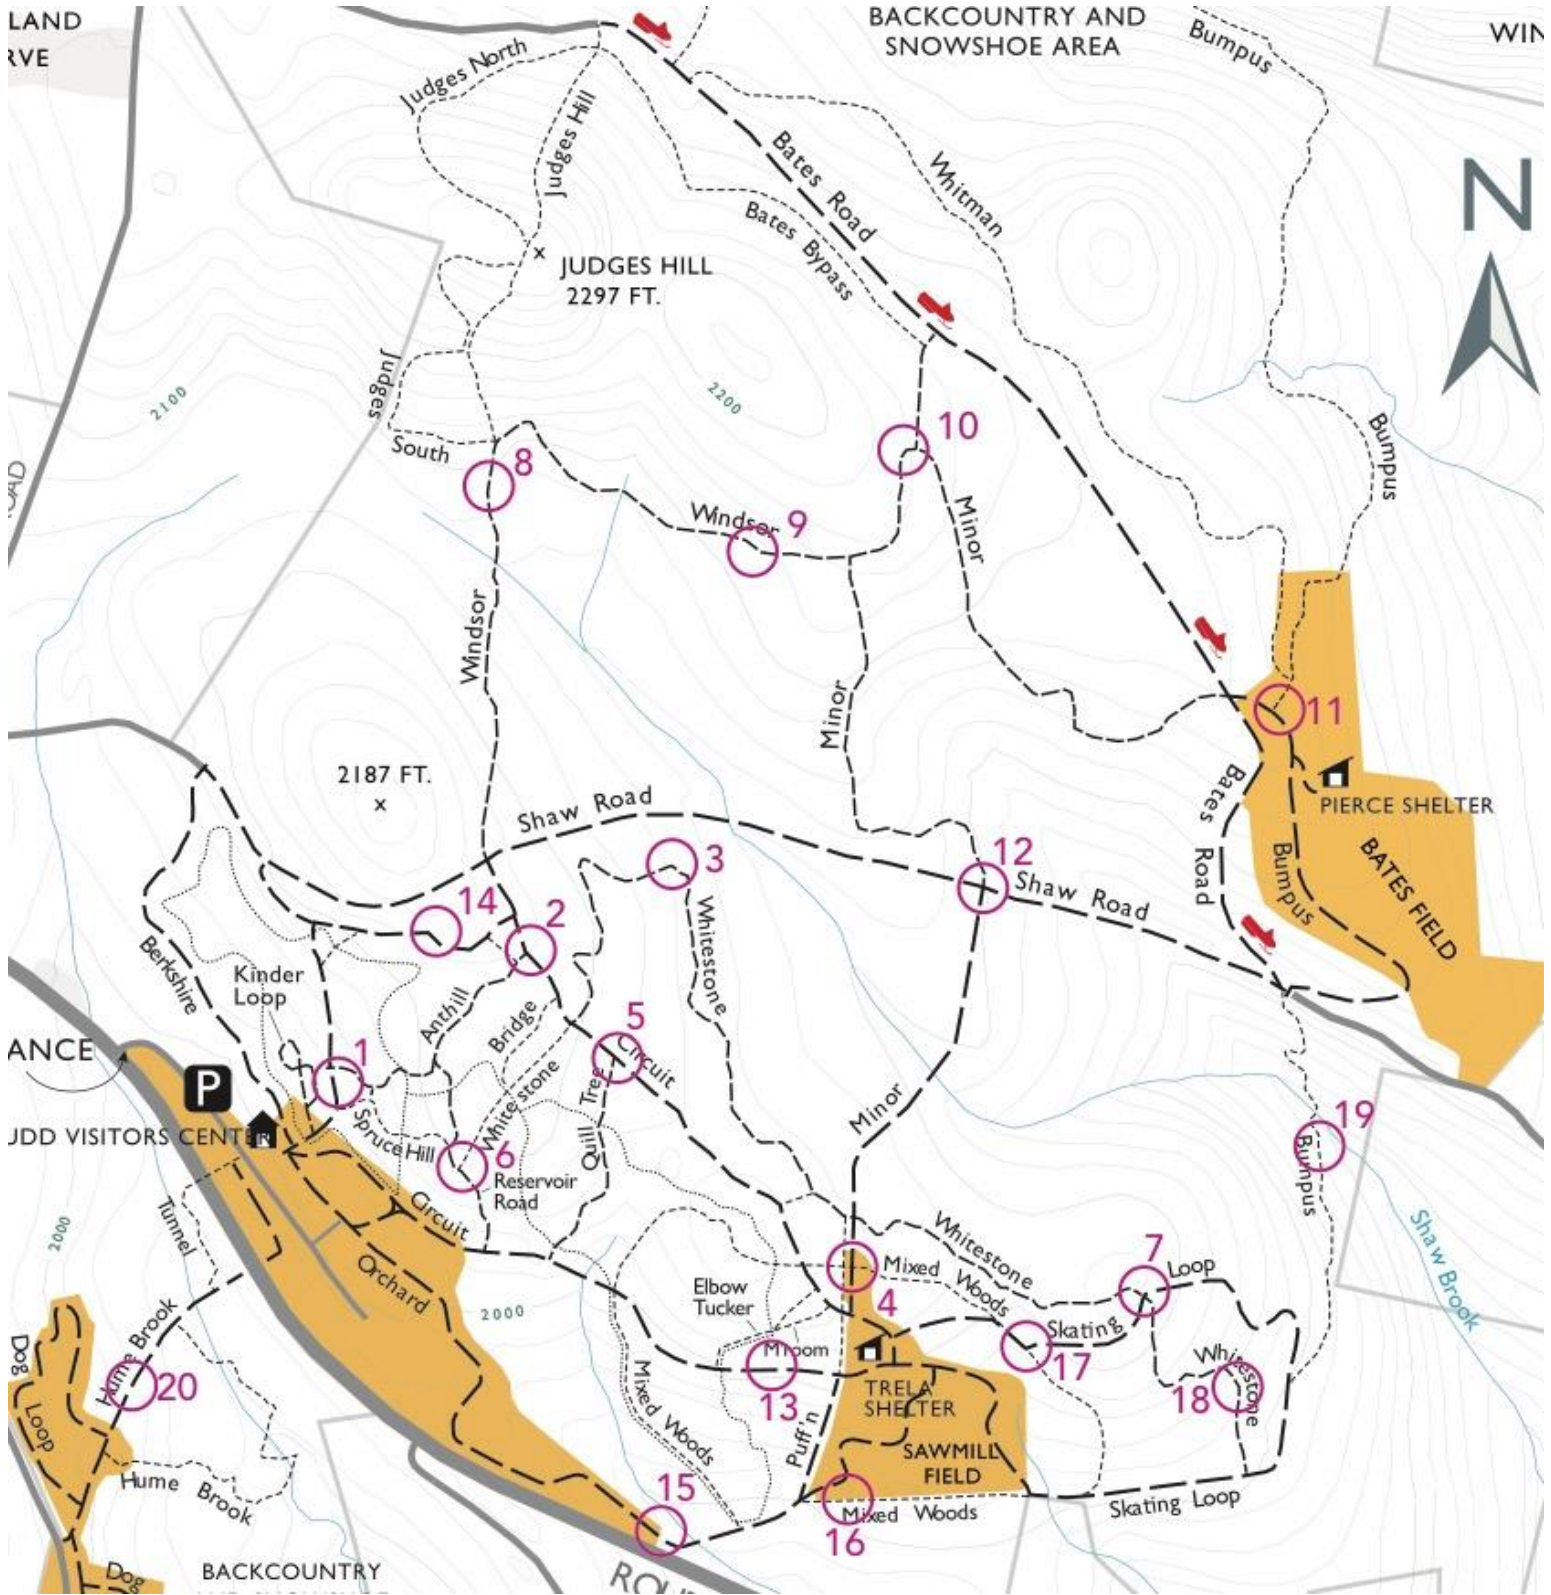 LAND
RVE
BACKCOUNTRY AND
SNOWSHOE AREA
Bumpus
WIN
Judges North
Judges Hill
Bates Road
Whitman
N
Bates Bypass
JUDGES HILL
2297 FT.
Judges
South
2100
2200
8
10
Bumpus
OAD
Windsor
9
Minor
Windsor
Minor
11
2187 FT.
Shaw Road
Bates
Road
PIERCE SHELTER
BATES FIELD
Bumpus
3
12
Shaw Road
14
2
Whitestone
Berkshire
Kinder
Loop
Anthill
Bridge
5
Circuit
ANCE
P
1
Whitestone
Quill Tree
Minor
UDD VISITORS CENTER
Spruce Hill
6
Reservoir
Road
19
Bumpus
Tunnel
2000
Circuit
Orchard
Whitestone
Mixed Woods
4
7
Loop
Shaw Brook
Elbow
Tucker
2000
Skating
17
Mroom
13
Whitestone
18
Hume Brook
20
Dog
Loop
Mixed Woods
TRELA
SHELTER
Puff'n
SAWMILL
FIELD
Hume Brook
15
16
Mixed Woods
Skating Loop
BACKCOUNTRY
Dog
ROU